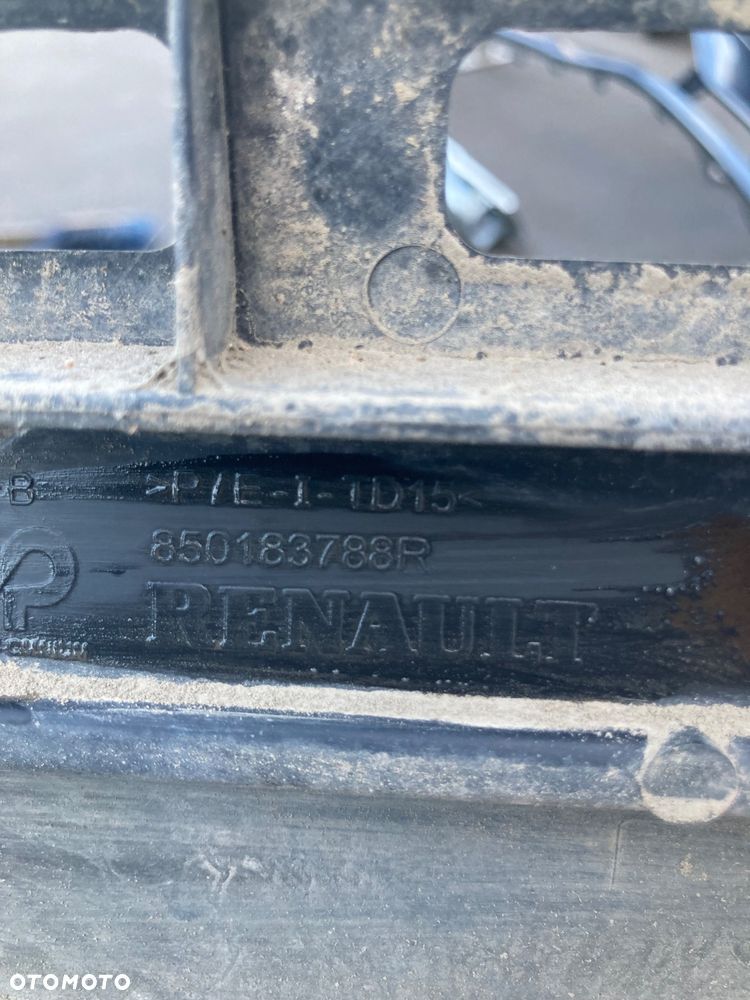 B >P/E-I-TD15<
850183788R
RENAULT
OTOMOTO